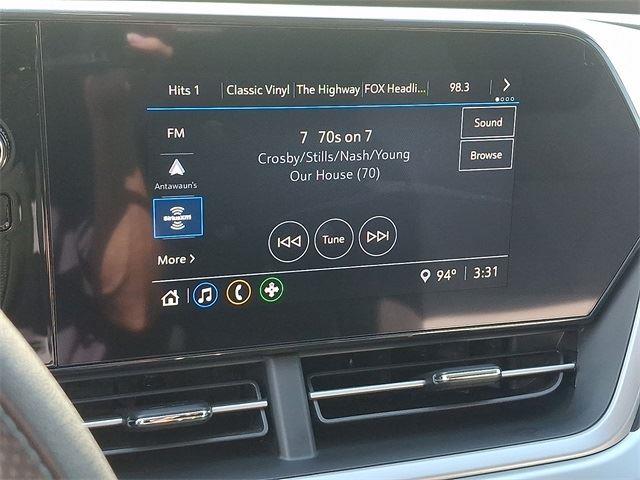 Hits 1 Classic Vinyl The Highway FOX Headli... 98.3
FM
Sound
7 70s on 7
Browse
Crosby/Stills/Nash/Young
Our House (70)
Antawaun's
SiriusXM
Tune
More
94° 3:31